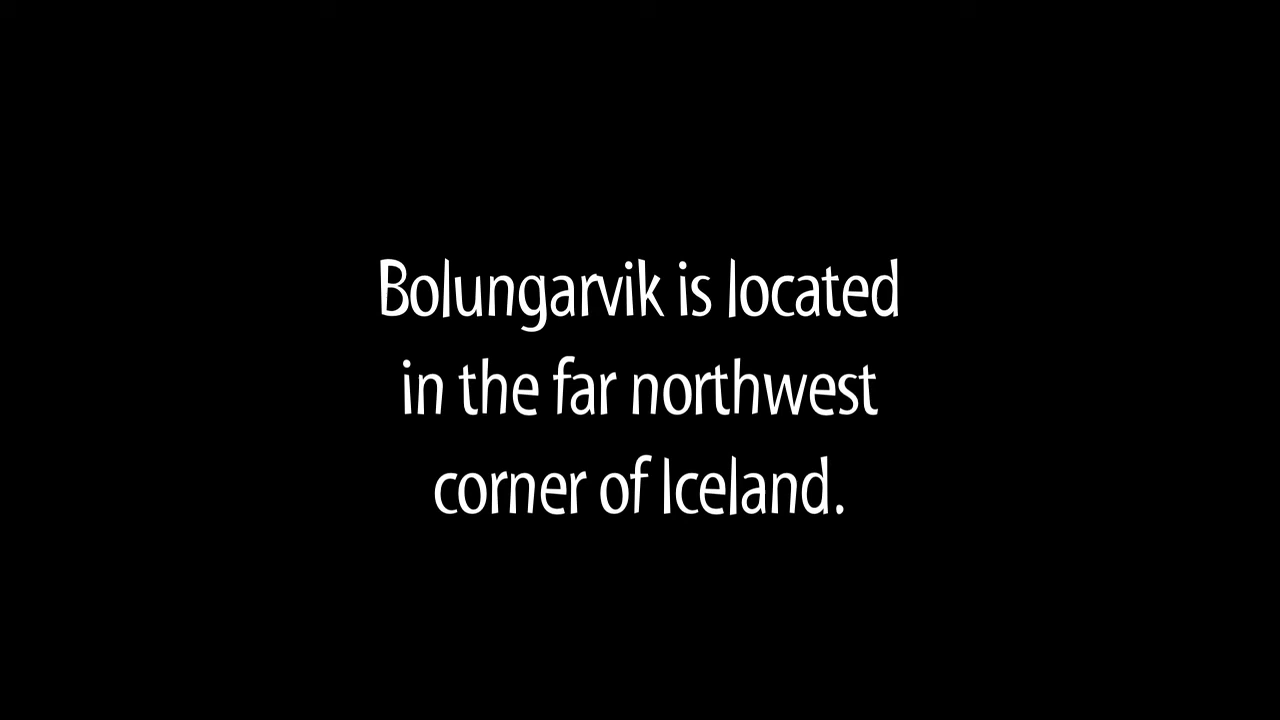 Bolungarvik is located
in the far northwest
corner of Iceland.